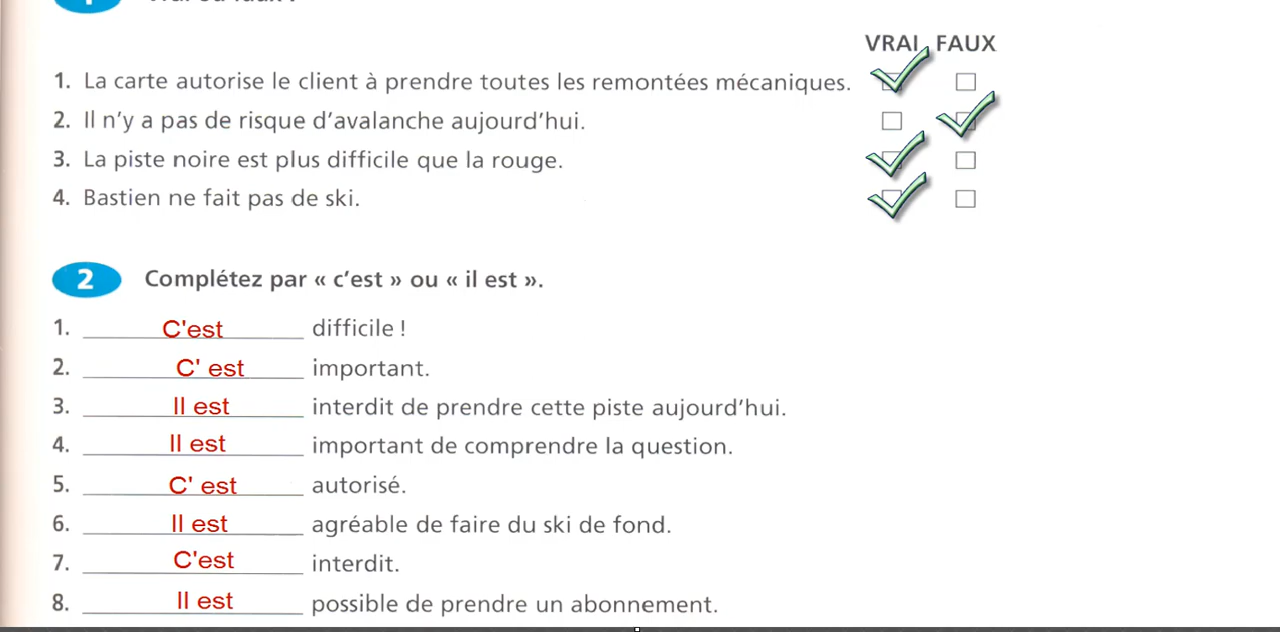 VRAI FAUX
1. La carte autorise le client à prendre toutes les remontées mécaniques.
2. Il n'y a pas de risque d'avalanche aujourd'hui.
3. La piste noire est plus difficile que la rouge.
4. Bastien ne fait pas de ski.
2 Complétez par « c'est » ou « il est ».
1. C'est difficile !
2. C' est important.
3. Il est interdit de prendre cette piste aujourd'hui.
4. Il est important de comprendre la question.
5. C' est autorisé.
6. Il est agréable de faire du ski de fond.
7. C'est interdit.
8. Il est possible de prendre un abonnement.